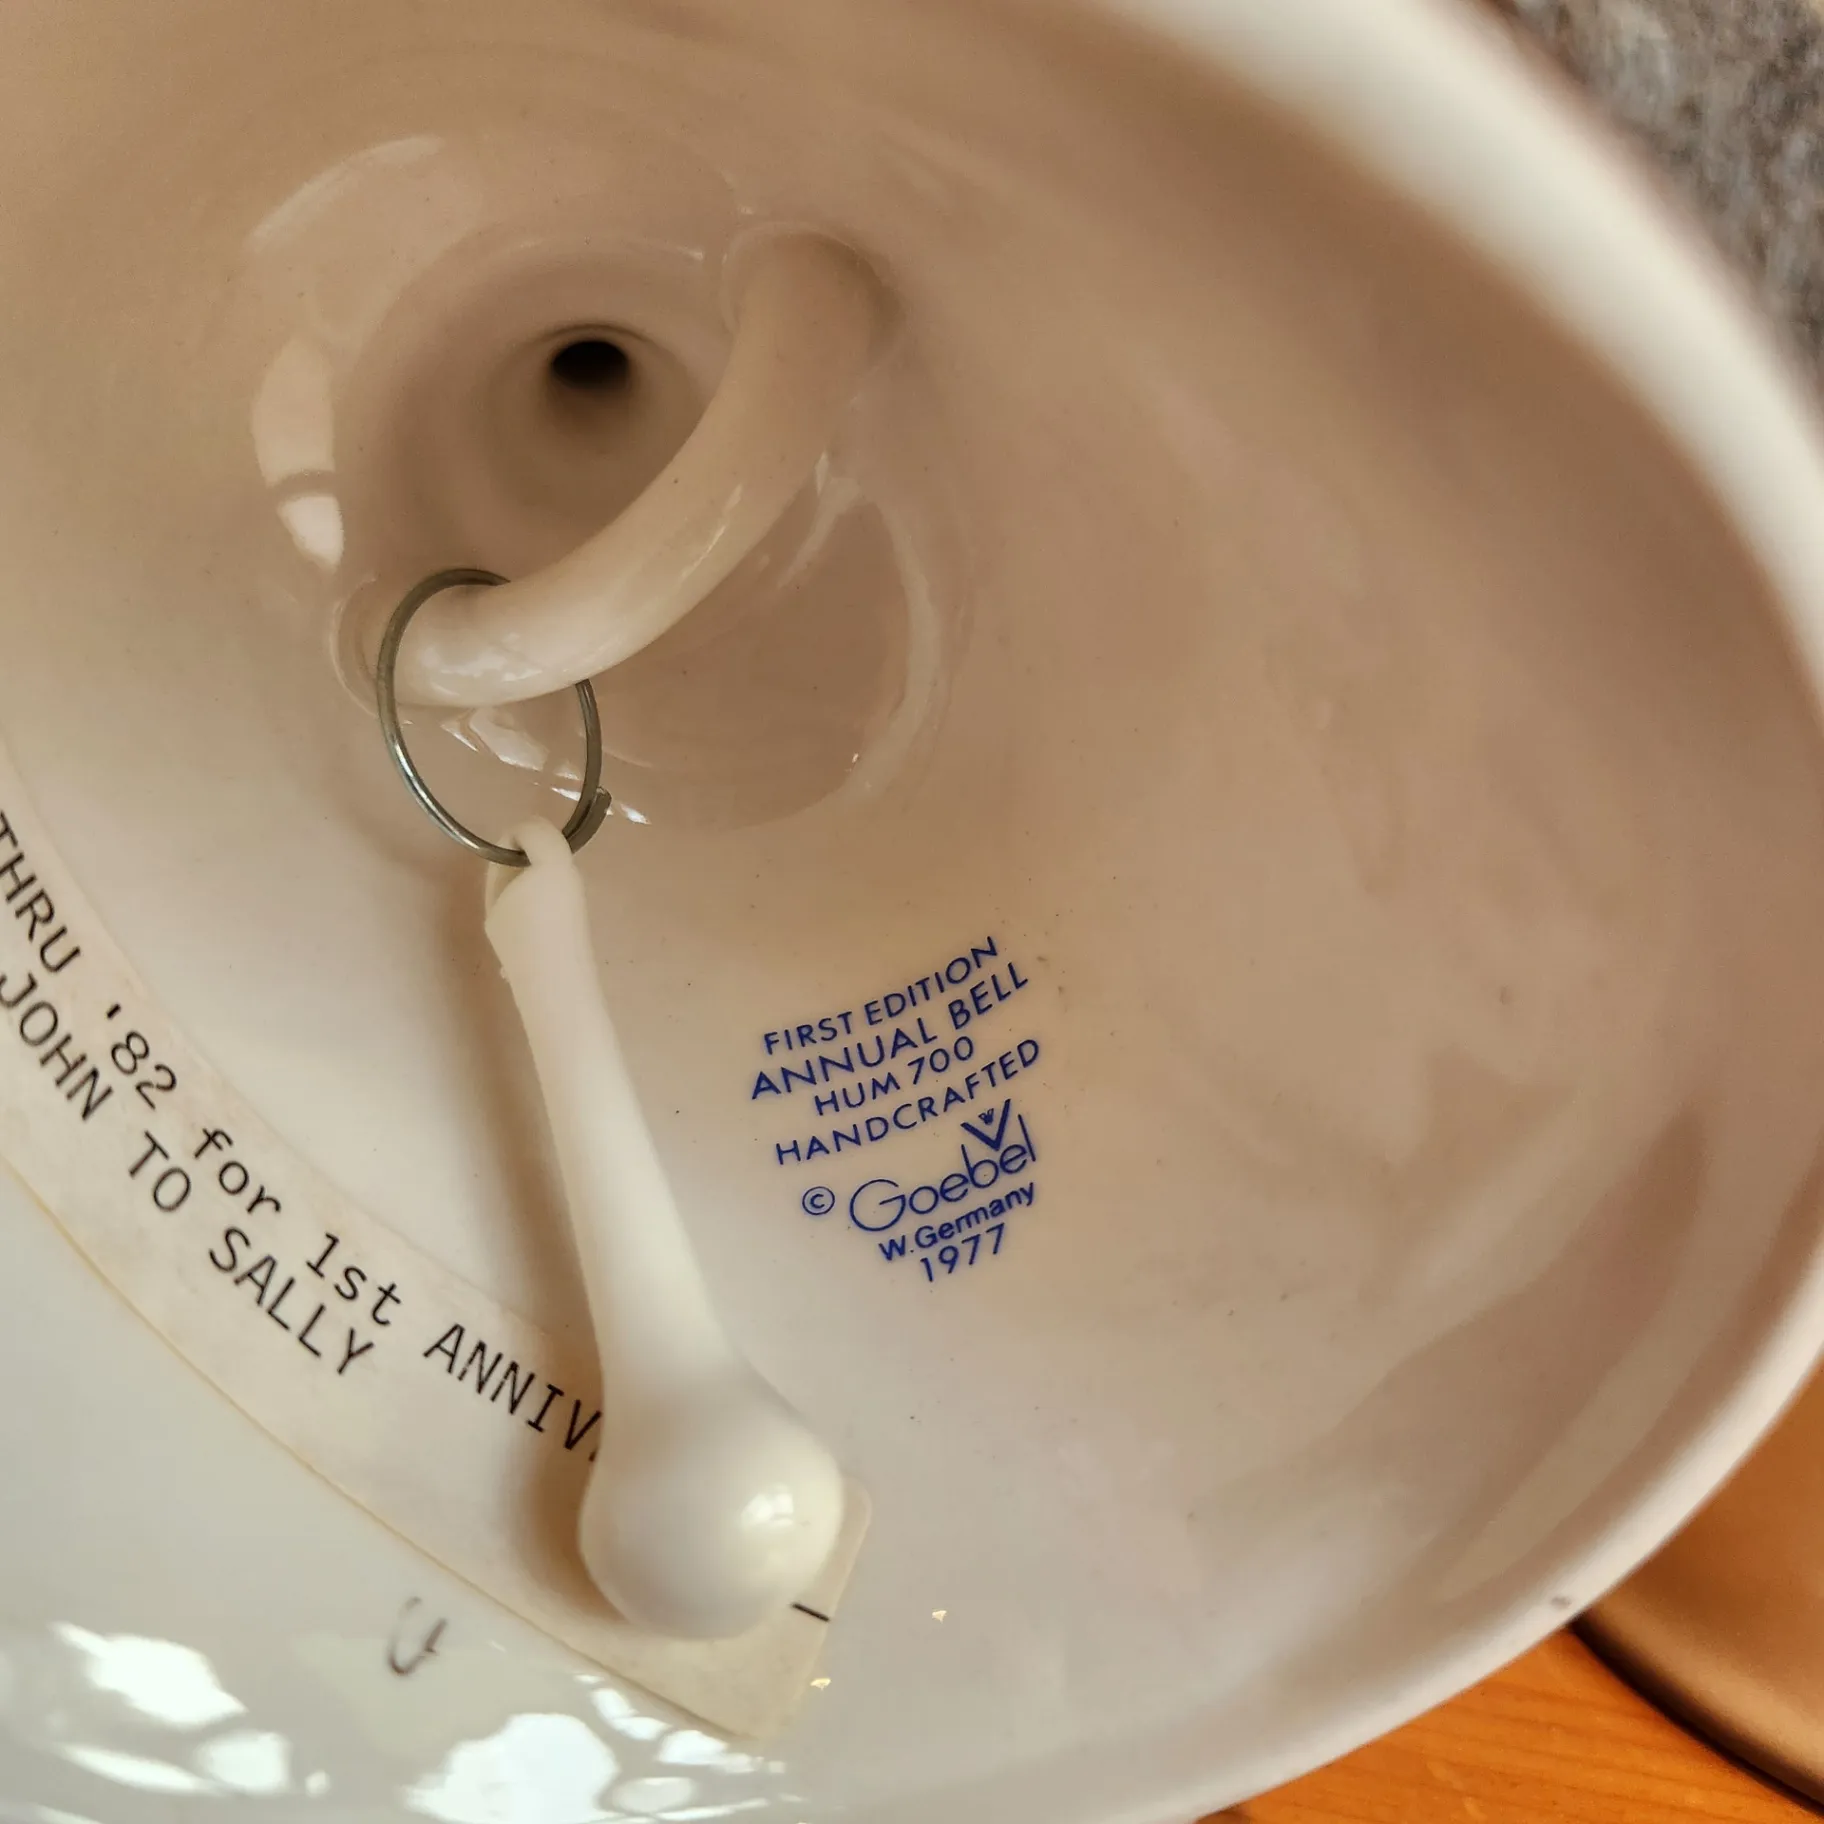 THRU '82 for 1st ANNIV.
JOHN TO SALLY
FIRST EDITION
ANNUAL BELL
HUM 700
HANDCRAFTED
© Goebel
W.Germany
1977